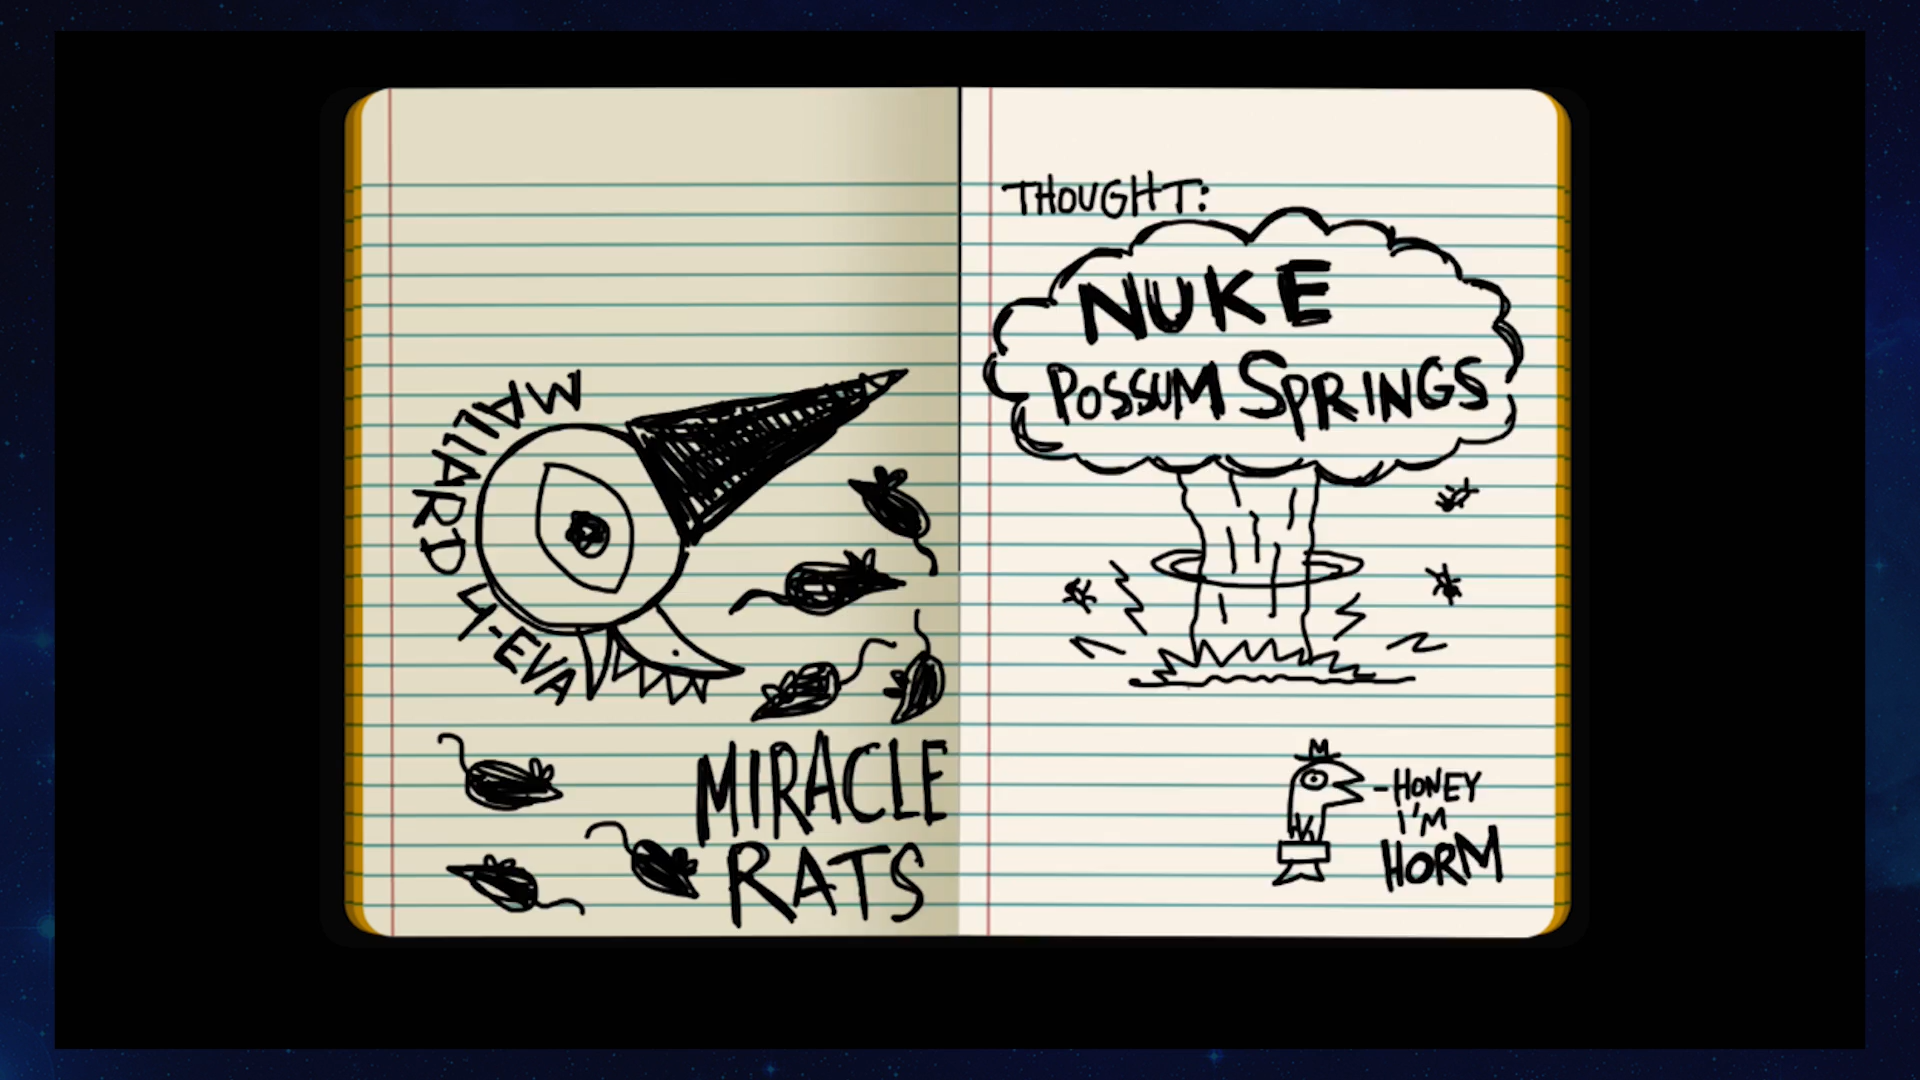 MALLARD
4-EVA
MIRACLE
RATS
THOUGHT:
NUKE
POSSUM SPRINGS
-HONEY
I'M
HORM